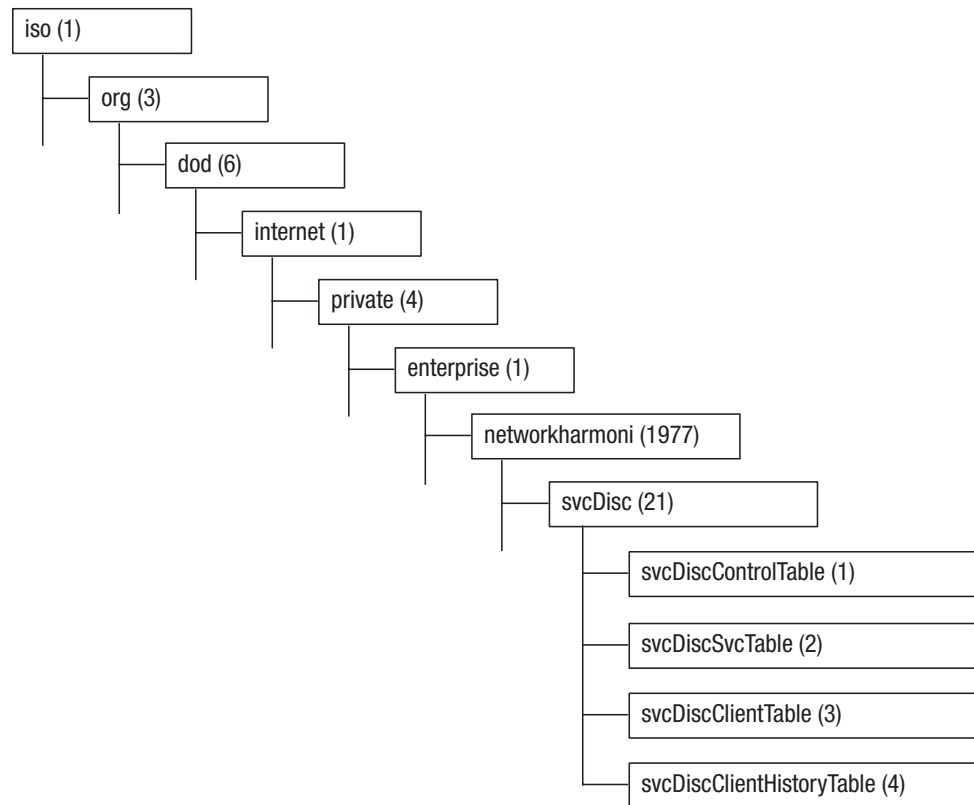 iso (1)
org (3)
dod (6)
internet (1)
private (4)
enterprise (1)
networkharmoni (1977)
svcDisc (21)
svcDiscControlTable (1)
svcDiscSvcTable (2)
svcDiscClientTable (3)
svcDiscClientHistoryTable (4)